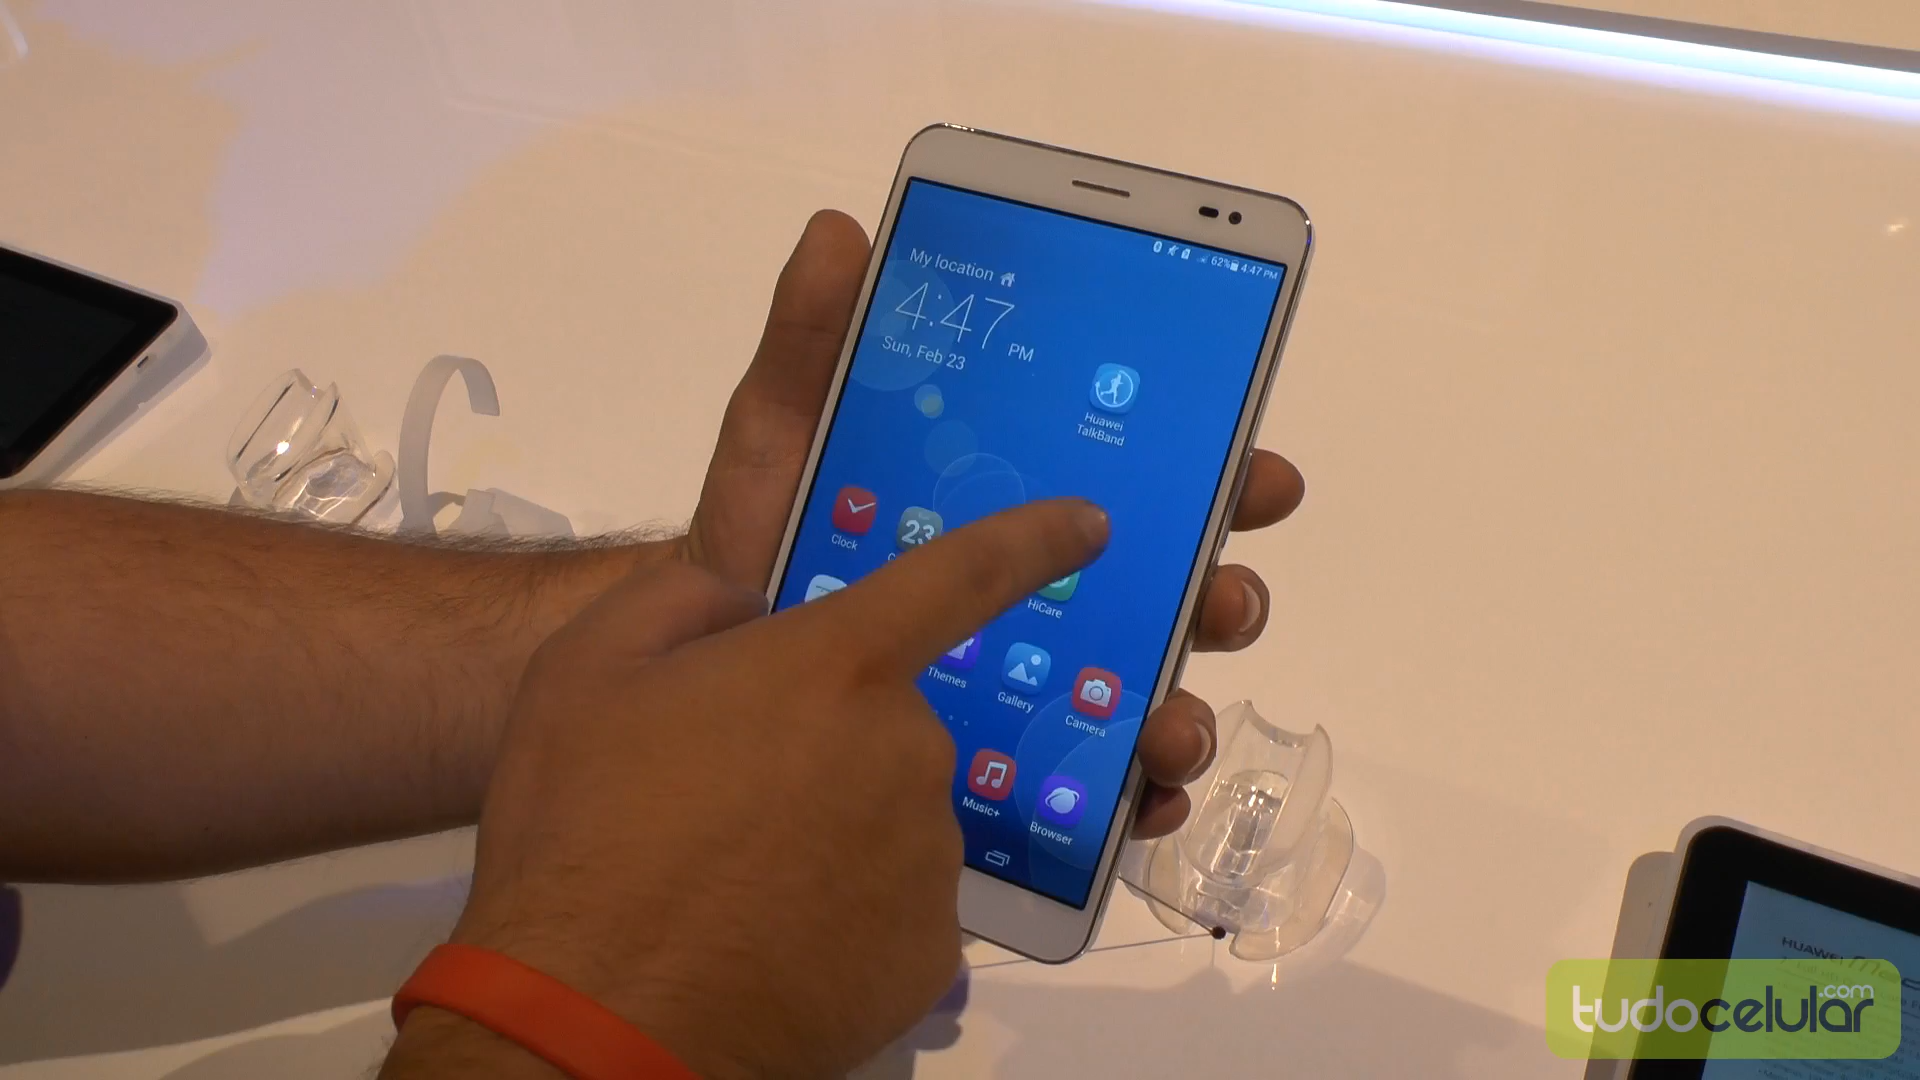 62% 4:47 PM
My location
4:47 PM
Sun, Feb 23
Huawei
TalkBand
Clock
23
HiCare
Themes
Gallery
Camera
Music+
Browser
HUAWEI
tudocelular.com